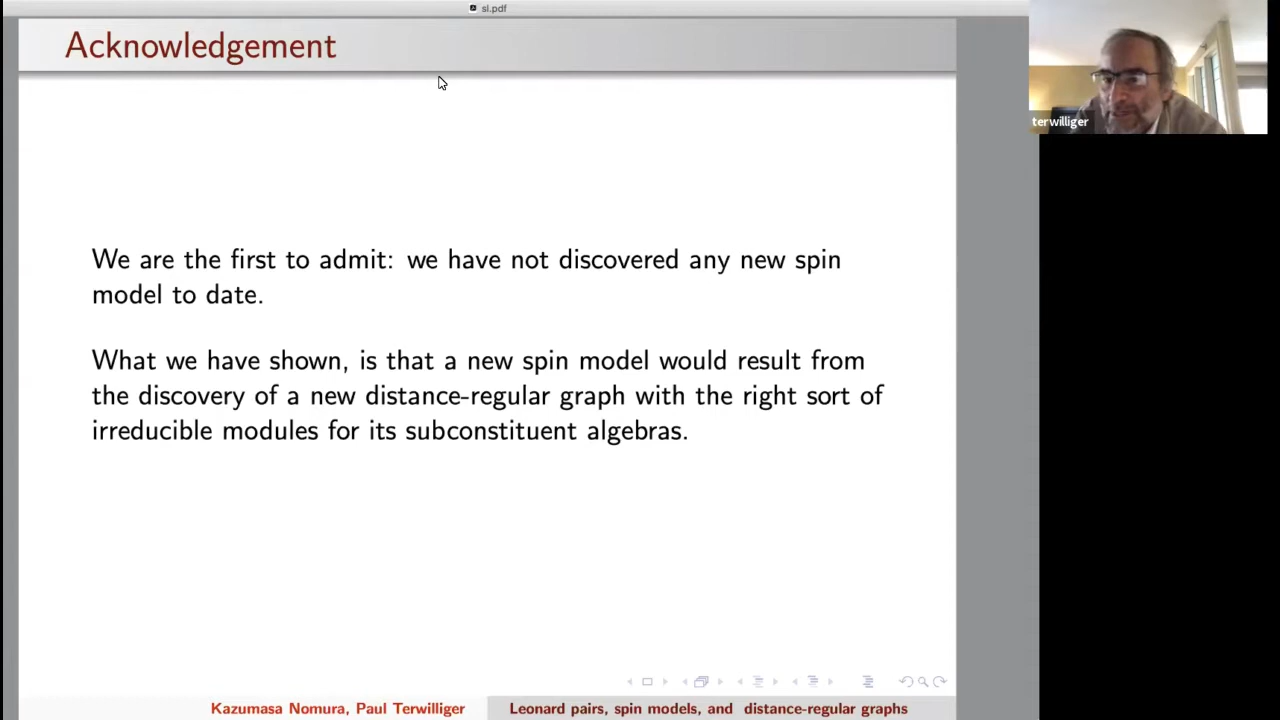 sl.pdf
Acknowledgement
terwilliger
We are the first to admit: we have not discovered any new spin
model to date.
What we have shown, is that a new spin model would result from
the discovery of a new distance-regular graph with the right sort of
irreducible modules for its subconstituent algebras.
Kazumasa Nomura, Paul Terwilliger
Leonard pairs, spin models, and distance-regular graphs